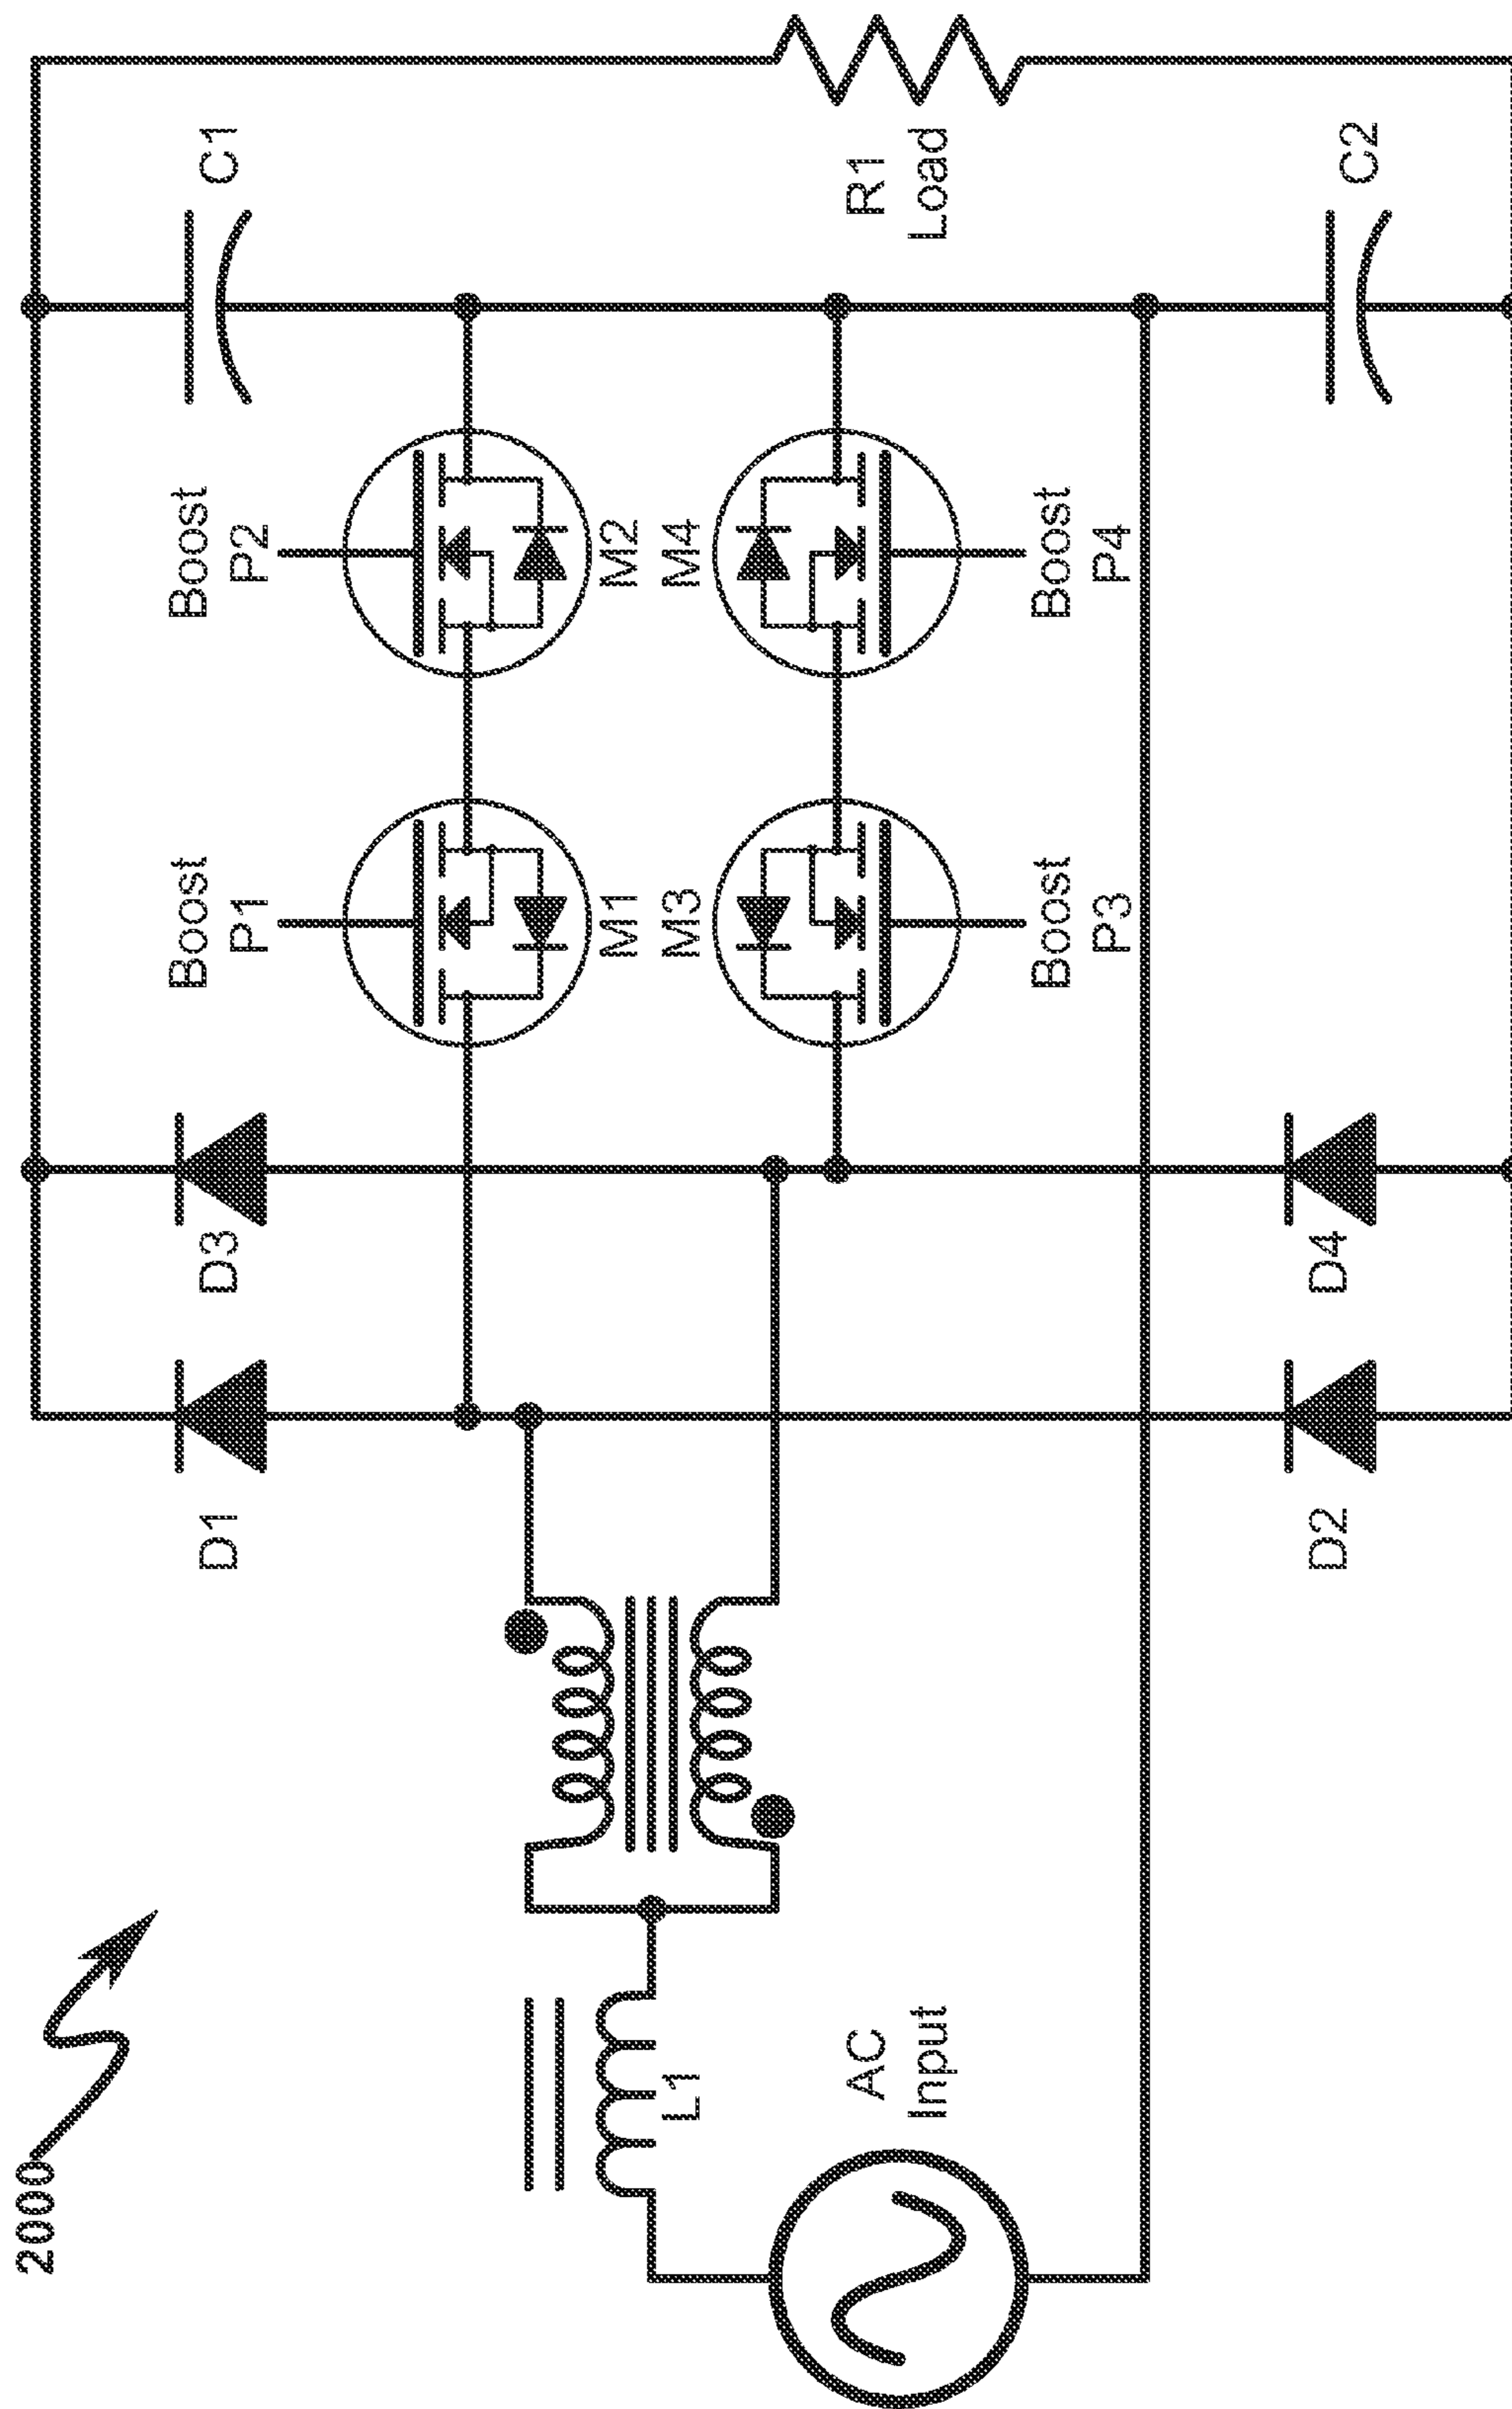 2000
AC
Input
L1
D1
D2
D3
D4
Boost
P1
M1
M3
Boost
P3
Boost
P2
M2
M4
Boost
P4
C1
R1
Load
C2